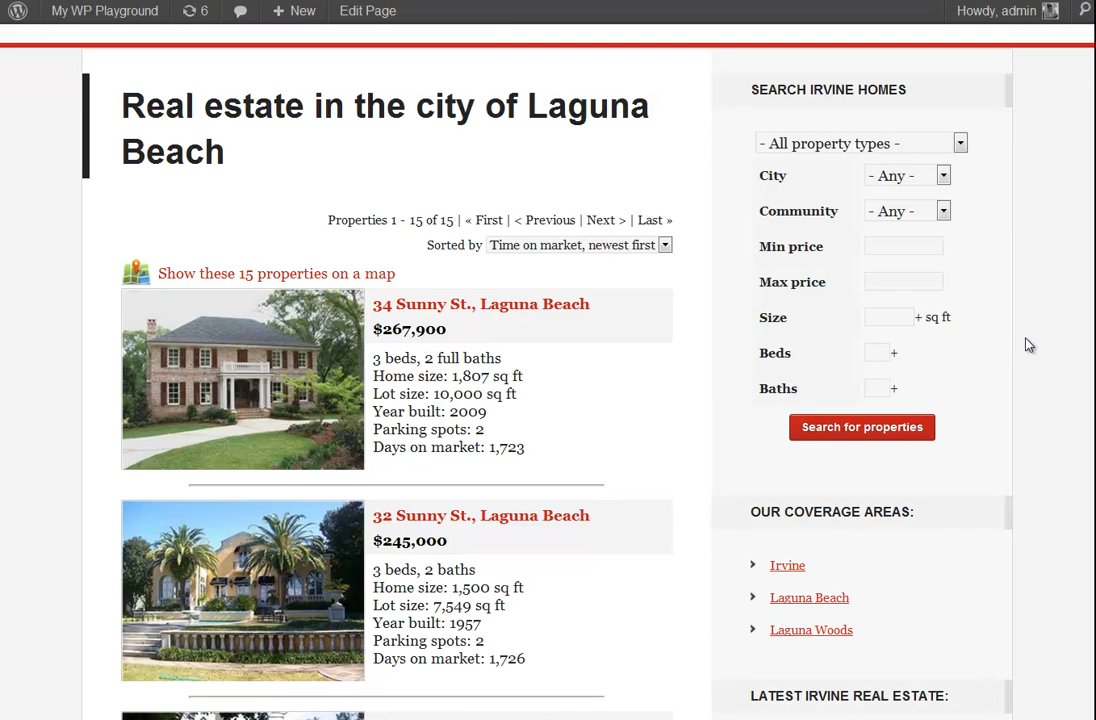 My WP Playground 6 New Edit Page Howdy, admin
Real estate in the city of Laguna
Beach
Properties 1 - 15 of 15 | « First | < Previous | Next > | Last »
Sorted by Time on market, newest first
Show these 15 properties on a map
34 Sunny St., Laguna Beach
$267,900
3 beds, 2 full baths
Home size: 1,807 sq ft
Lot size: 10,000 sq ft
Year built: 2009
Parking spots: 2
Days on market: 1,723
32 Sunny St., Laguna Beach
$245,000
3 beds, 2 baths
Home size: 1,500 sq ft
Lot size: 7,549 sq ft
Year built: 1957
Parking spots: 2
Days on market: 1,726
SEARCH IRVINE HOMES
- All property types -
City - Any -
Community - Any -
Min price
Max price
Size + sq ft
Beds +
Baths +
Search for properties
OUR COVERAGE AREAS:
Irvine
Laguna Beach
Laguna Woods
LATEST IRVINE REAL ESTATE: